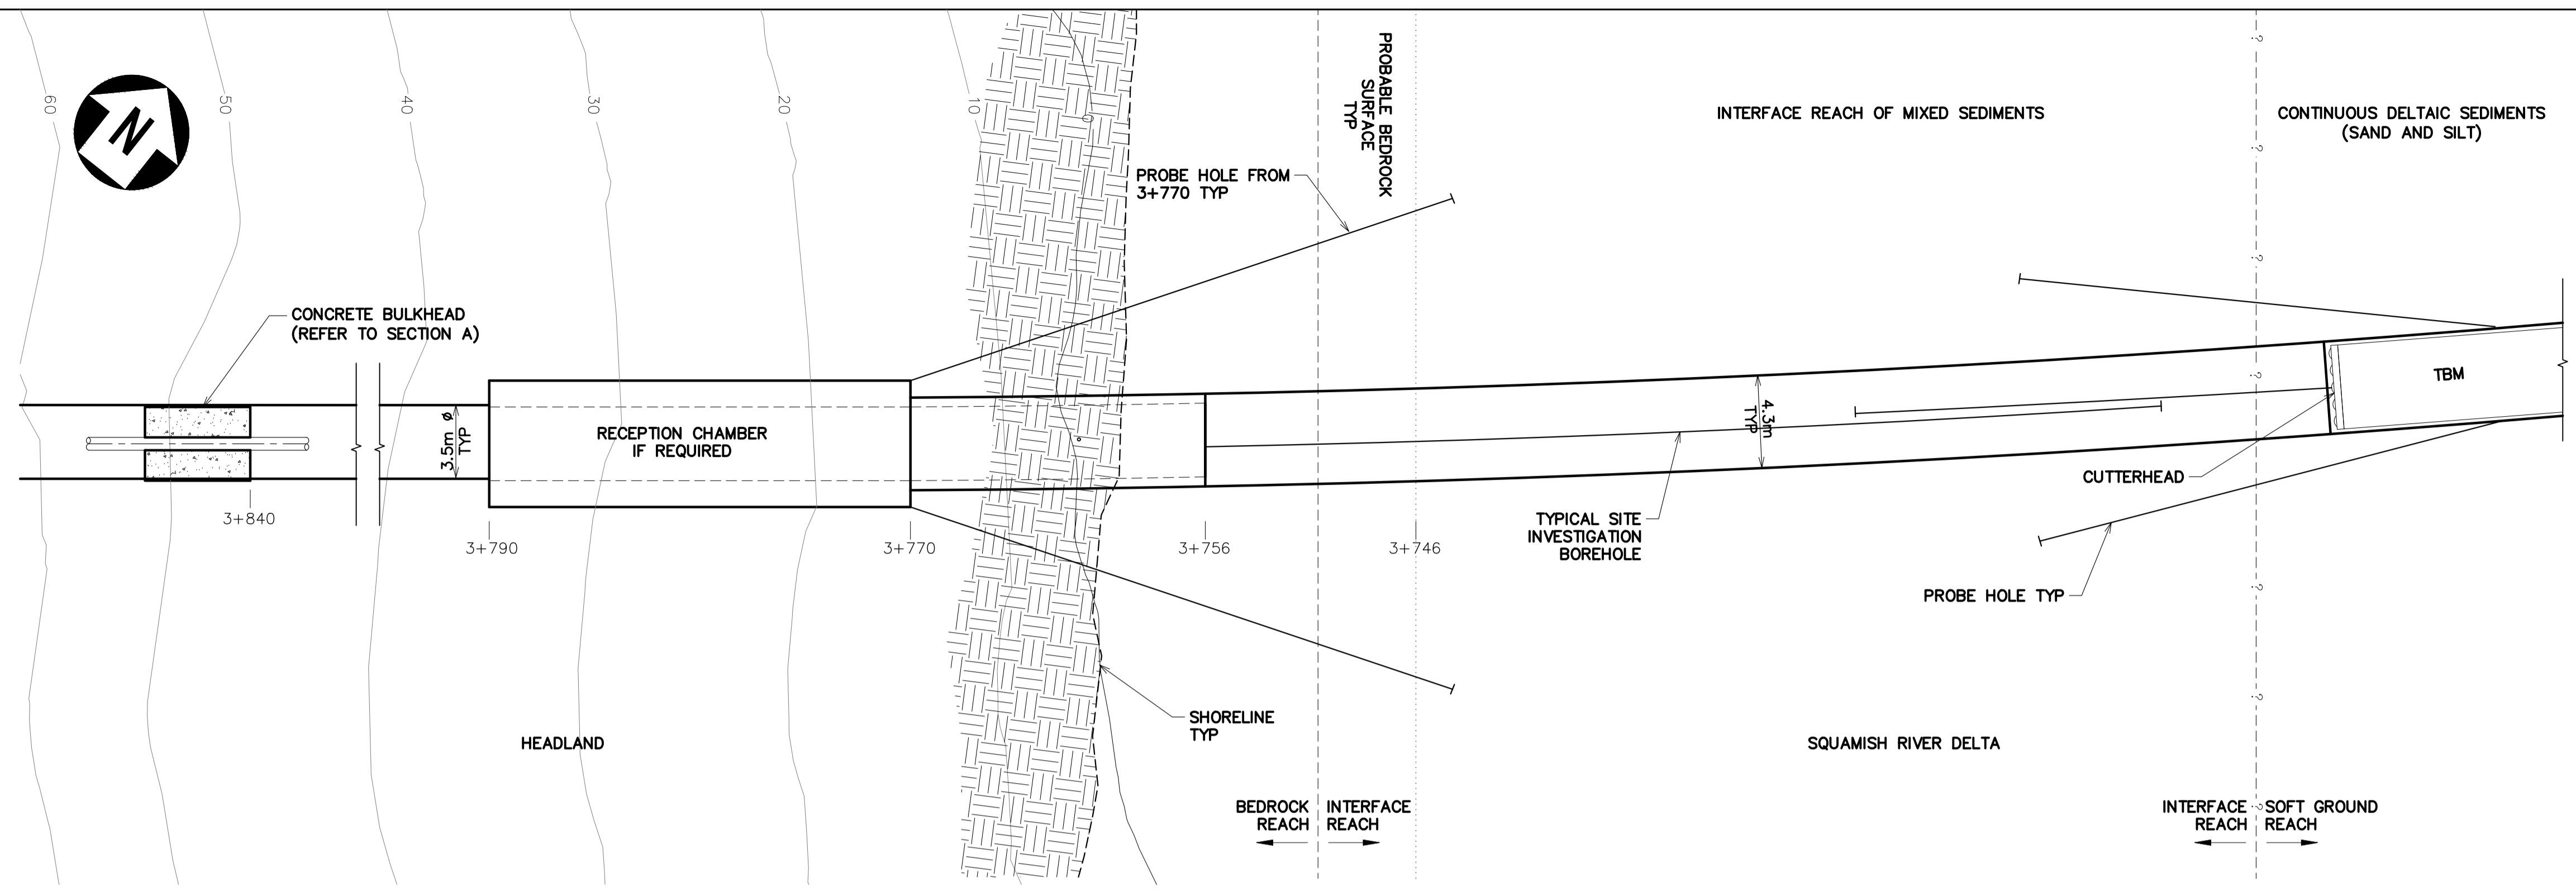 60
50
40
30
20
10
0
N
PROBABLE BEDROCK
SURFACE
TYP
INTERFACE REACH OF MIXED SEDIMENTS
CONTINUOUS DELTAIC SEDIMENTS
(SAND AND SILT)
PROBE HOLE FROM
3+770 TYP
CONCRETE BULKHEAD
(REFER TO SECTION A)
3.5m ø
TYP
RECEPTION CHAMBER
IF REQUIRED
4.3m
TYP
TBM
CUTTERHEAD
3+840
3+790
3+770
3+756
3+746
TYPICAL SITE
INVESTIGATION
BOREHOLE
PROBE HOLE TYP
SHORELINE
TYP
HEADLAND
SQUAMISH RIVER DELTA
BEDROCK
REACH
INTERFACE
REACH
INTERFACE
REACH
SOFT GROUND
REACH
?
?
?
?
?
?
?